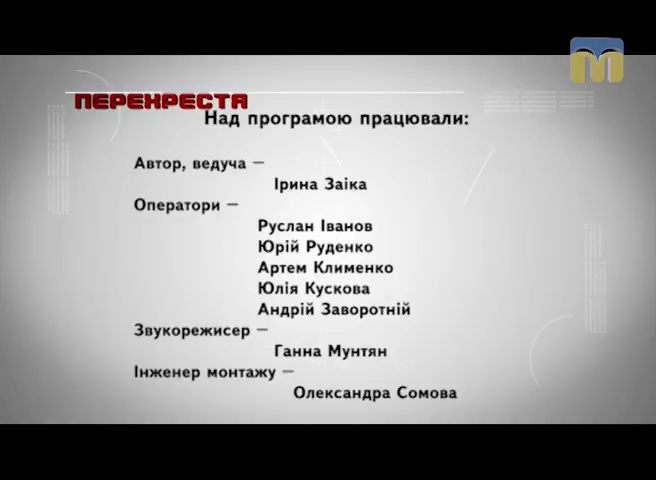 ПЕРЕХРЕСТЯ
Над програмою працювали:
Автор, ведуча –
Ірина Заіка
Оператори –
Руслан Іванов
Юрій Руденко
Артем Клименко
Юлія Кускова
Андрій Заворотній
Звукорежисер –
Ганна Мунтян
Інженер монтажу –
Олександра Сомова